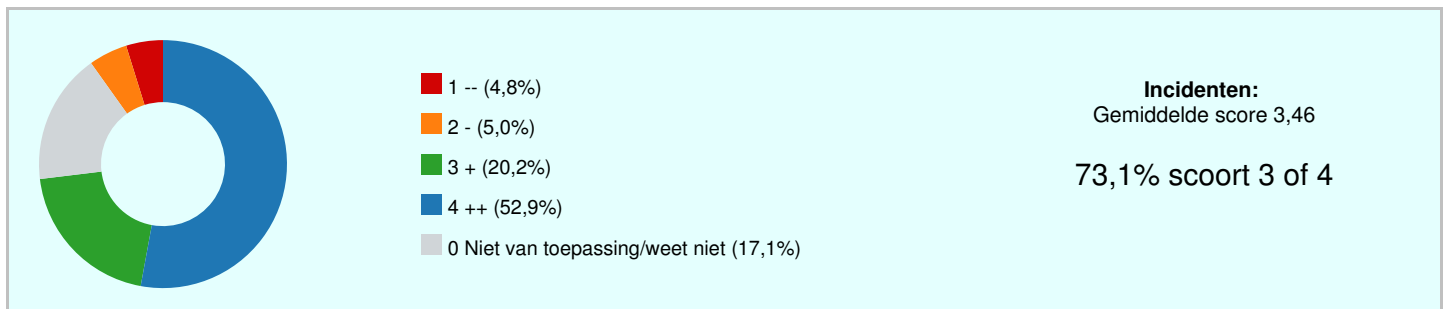 1 -- (4,8%)
2 - (5,0%)
3 + (20,2%)
4 ++ (52,9%)
0 Niet van toepassing/weet niet (17,1%)
Incidenten:
Gemiddelde score 3,46
73,1% scoort 3 of 4